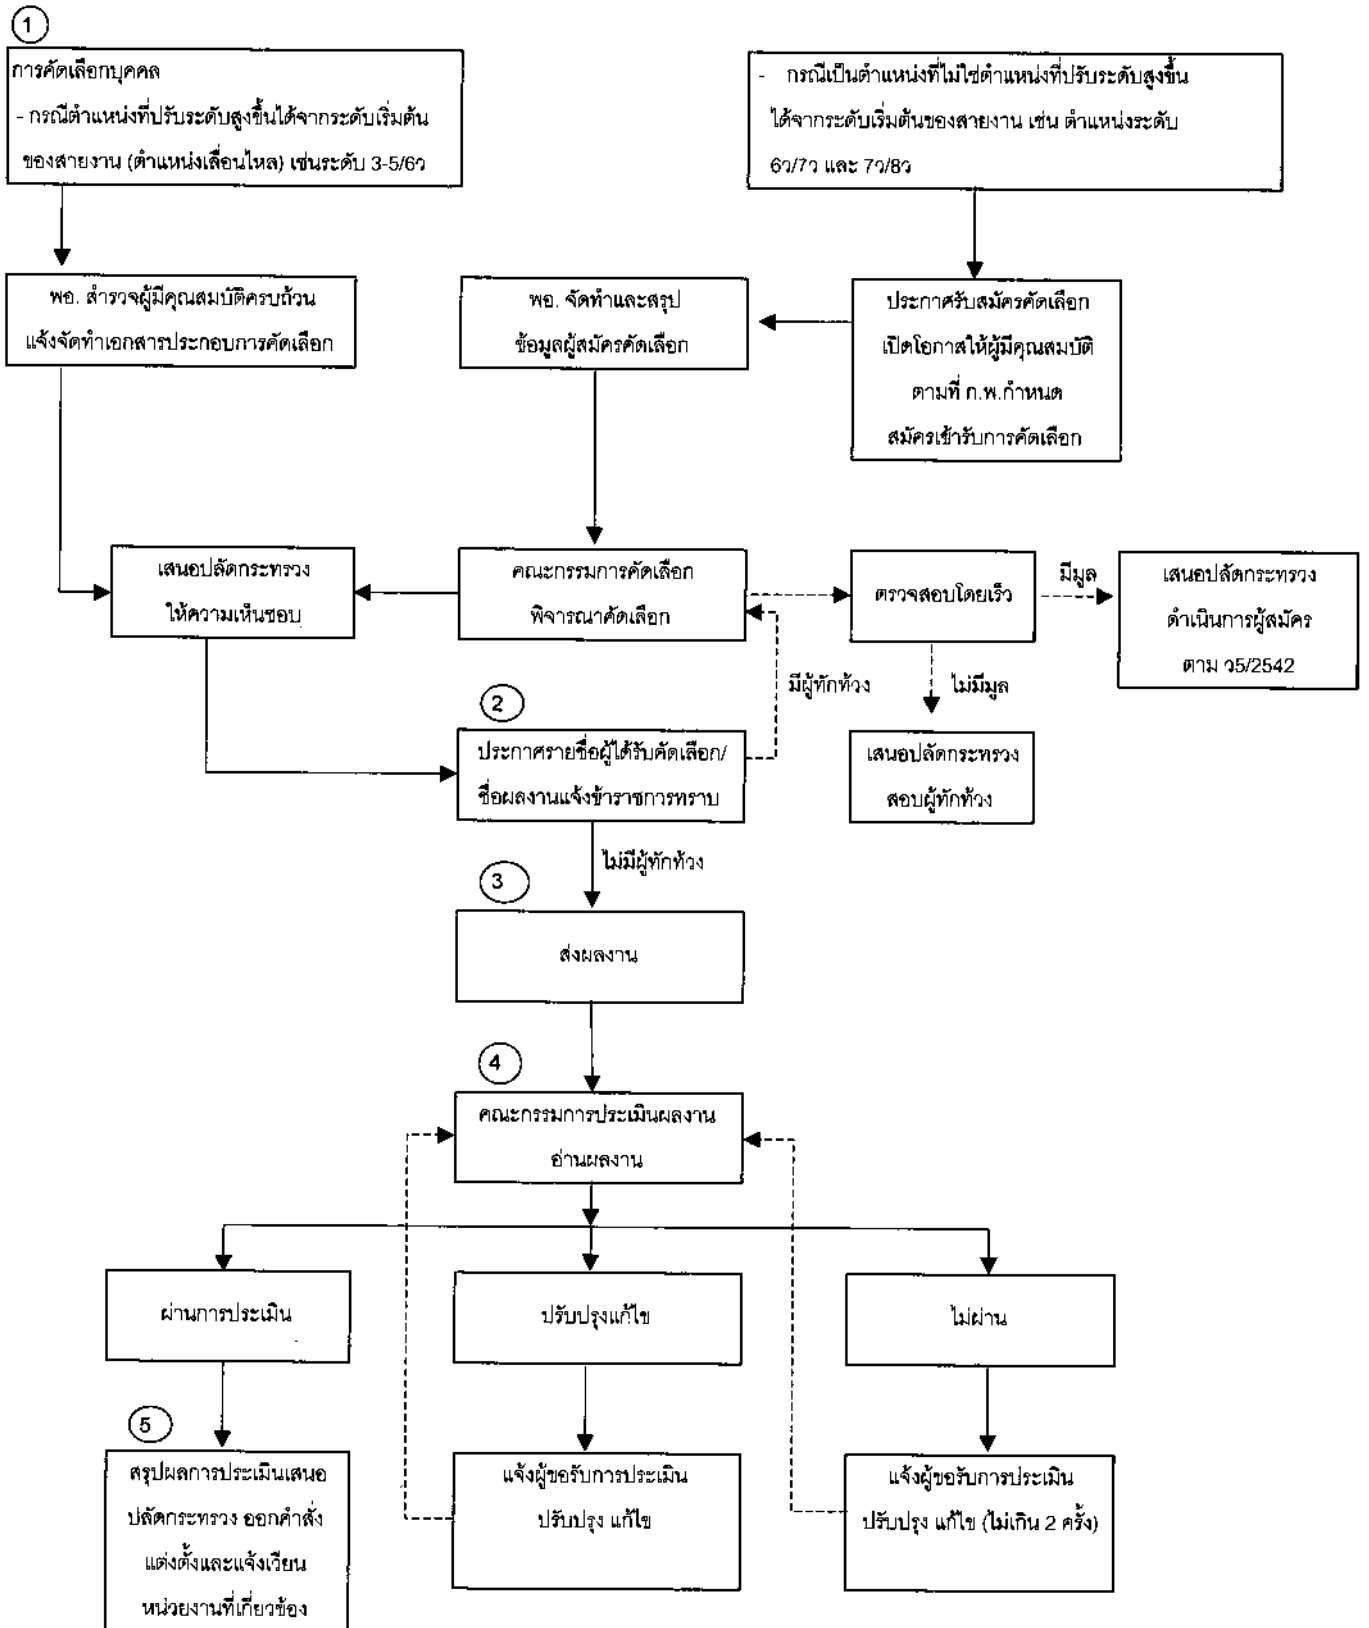 1
การคัดเลือกบุคคล
- กรณีตำแหน่งที่ปรับระดับสูงขึ้นได้จากระดับเริ่มต้น
ของสายงาน (ตำแหน่งเลื่อนไหล) เช่นระดับ 3-5/6ว
- กรณีเป็นตำแหน่งที่ไม่ใช่ตำแหน่งที่ปรับระดับสูงขึ้น
ได้จากระดับเริ่มต้นของสายงาน เช่น ตำแหน่งระดับ
6ว/7ว และ 7ว/8ว
พอ. สำรวจผู้มีคุณสมบัติครบถ้วน
แจ้งจัดทำเอกสารประกอบการคัดเลือก
พอ. จัดทำและสรุป
ข้อมูลผู้สมัครคัดเลือก
ประกาศรับสมัครคัดเลือก
เปิดโอกาสให้ผู้มีคุณสมบัติ
ตามที่ ก.พ.กำหนด
สมัครเข้ารับการคัดเลือก
เสนอปลัดกระทรวง
ให้ความเห็นชอบ
คณะกรรมการคัดเลือก
พิจารณาคัดเลือก
ตรวจสอบโดยเร็ว
มีมูล
เสนอปลัดกระทรวง
ดำเนินการผู้สมัคร
ตาม ว5/2542
มีผู้ทักท้วง
ไม่มีมูล
2
ประกาศรายชื่อผู้ได้รับคัดเลือก/
ชื่อผลงานแจ้งข้าราชการทราบ
เสนอปลัดกระทรวง
สอบผู้ทักท้วง
ไม่มีผู้ทักท้วง
3
ส่งผลงาน
4
คณะกรรมการประเมินผลงาน
อ่านผลงาน
ผ่านการประเมิน
ปรับปรุงแก้ไข
ไม่ผ่าน
5
สรุปผลการประเมินเสนอ
ปลัดกระทรวง ออกคำสั่ง
แต่งตั้งและแจ้งเวียน
หน่วยงานที่เกี่ยวข้อง
แจ้งผู้ขอรับการประเมิน
ปรับปรุง แก้ไข
แจ้งผู้ขอรับการประเมิน
ปรับปรุง แก้ไข (ไม่เกิน 2 ครั้ง)